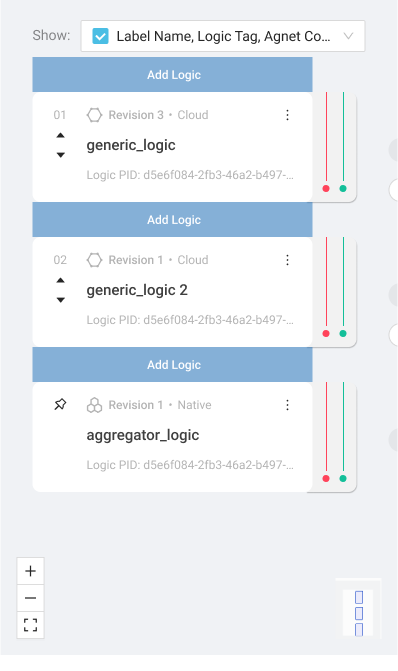 Show:
Label Name, Logic Tag, Agnet Co...
Add Logic
01 Revision 3 • Cloud
generic_logic
Logic PID: d5e6f084-2fb3-46a2-b497-...
Add Logic
02 Revision 1 • Cloud
generic_logic 2
Logic PID: d5e6f084-2fb3-46a2-b497-...
Add Logic
Revision 1 • Native
aggregator_logic
Logic PID: d5e6f084-2fb3-46a2-b497-...